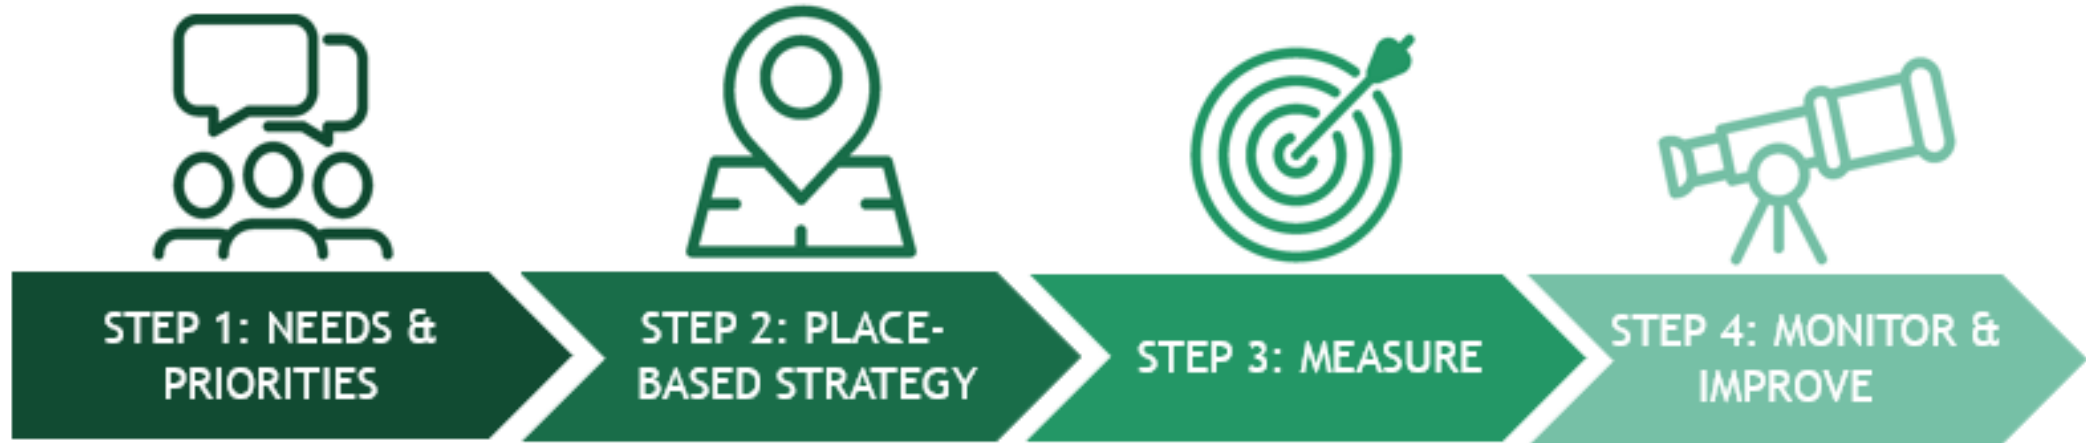 STEP 1: NEEDS &
PRIORITIES
STEP 2: PLACE-
BASED STRATEGY
STEP 3: MEASURE
STEP 4: MONITOR &
IMPROVE